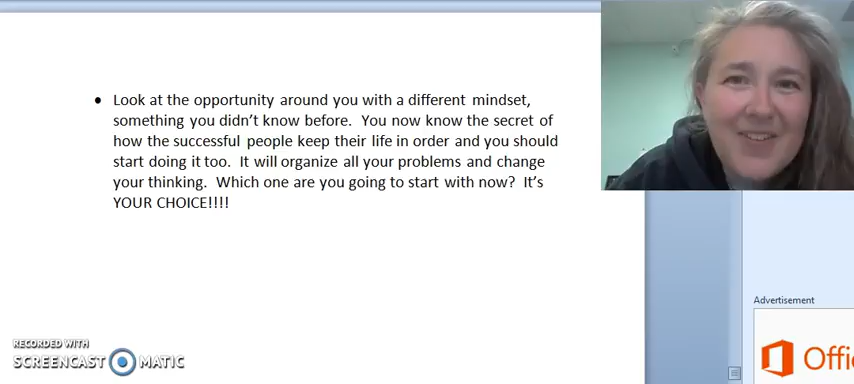 • Look at the opportunity around you with a different mindset,
something you didn't know before.  You now know the secret of
how the successful people keep their life in order and you should
start doing it too.  It will organize all your problems and change
your thinking.  Which one are you going to start with now?  It's
YOUR CHOICE!!!!
Advertisement
Offic
RECORDED WITH
SCREENCAST MATIC